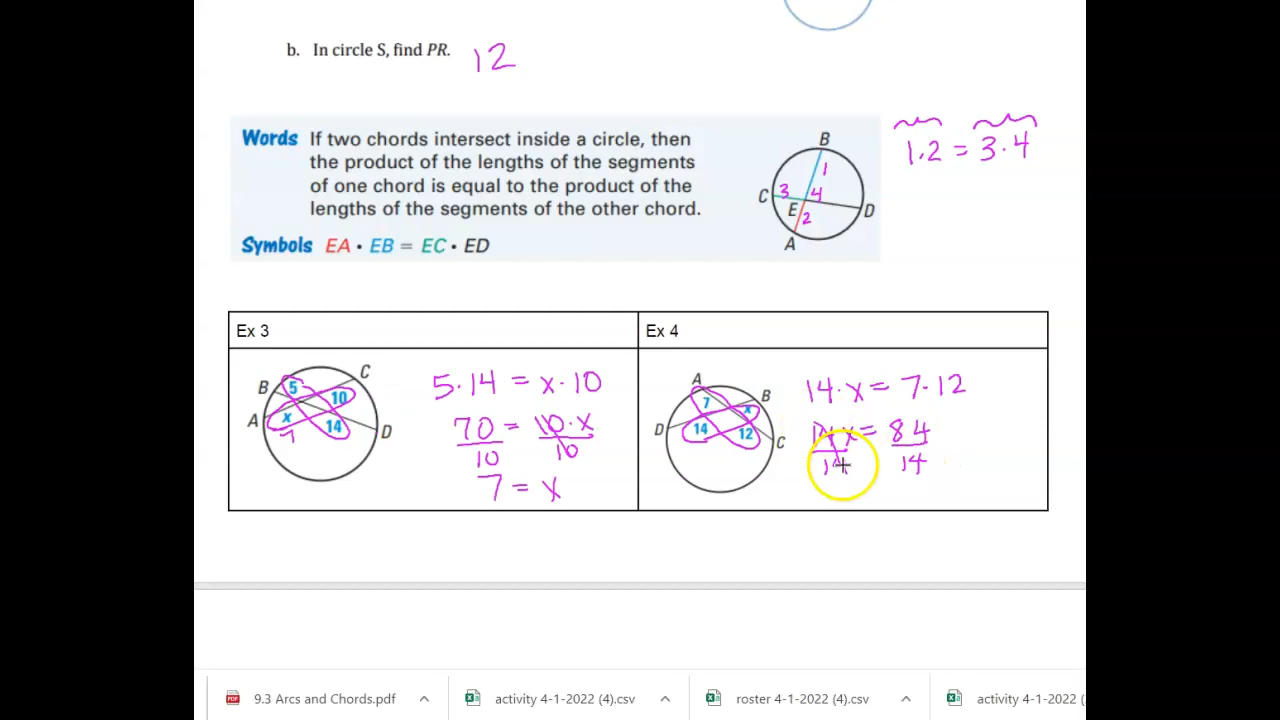 b. In circle S, find PR. 12
Words If two chords intersect inside a circle, then
the product of the lengths of the segments
of one chord is equal to the product of the
lengths of the segments of the other chord.
Symbols EA • EB = EC • ED
B
1
C 3 4
E 2 D
A
1·2 = 3·4
Ex 3
C
B 5
10
A x 14 D
7
5·14 = x·10
70 = 10·x
10 10
7 = x
Ex 4
A
7 x B
D 14 12 C
14·x = 7·12
14x = 84
14 14
9.3 Arcs and Chords.pdf
activity 4-1-2022 (4).csv
roster 4-1-2022 (4).csv
activity 4-1-2022 (